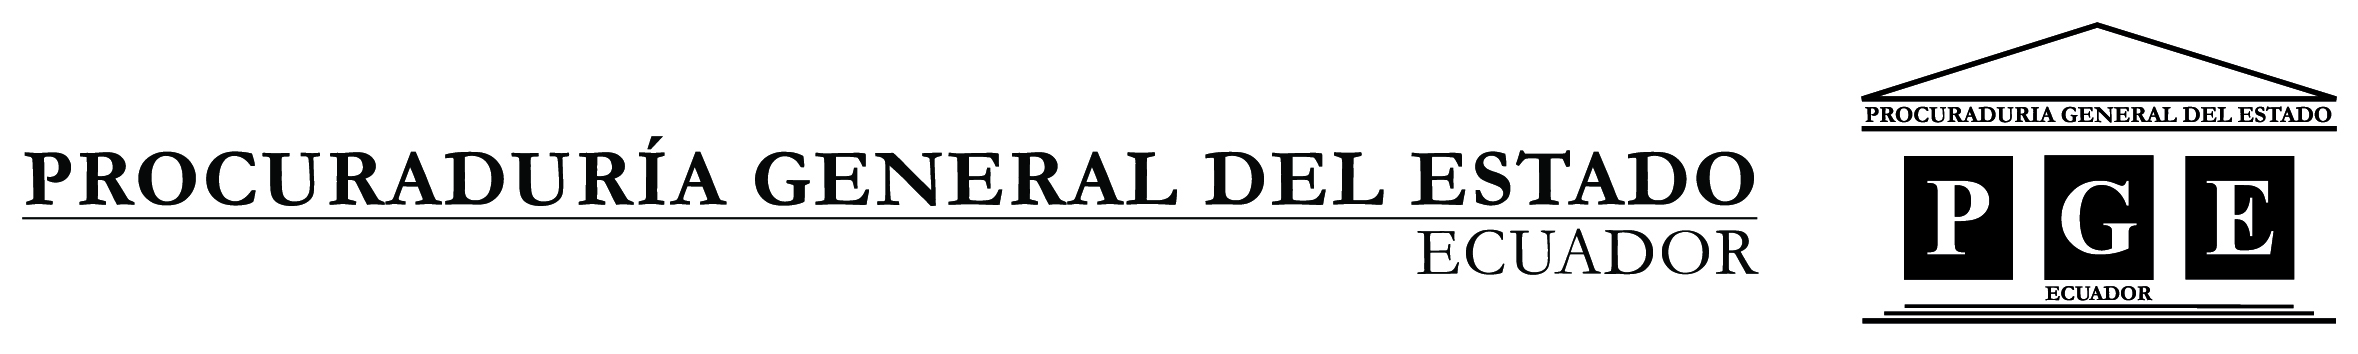 PROCURADURÍA GENERAL DEL ESTADO
ECUADOR
PROCURADURIA GENERAL DEL ESTADO
P G E
ECUADOR